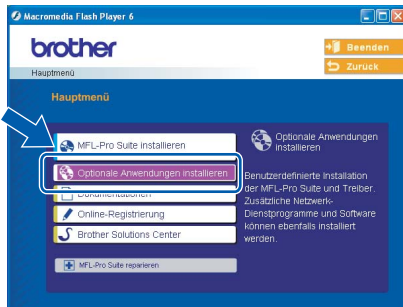 Macromedia Flash Player 6
brother
Beenden
Zurück
Hauptmenü
Hauptmenü
MFL-Pro Suite installieren
Optionale Anwendungen installieren
Dokumentationen
Online-Registrierung
Brother Solutions Center
MFL-Pro Suite reparieren
Optionale Anwendungen
installieren
Benutzerdefinierte Installation
der MFL-Pro Suite und Treiber.
Zusätzliche Netzwerk-
Dienstprogramme und Software
können ebenfalls installiert
werden.